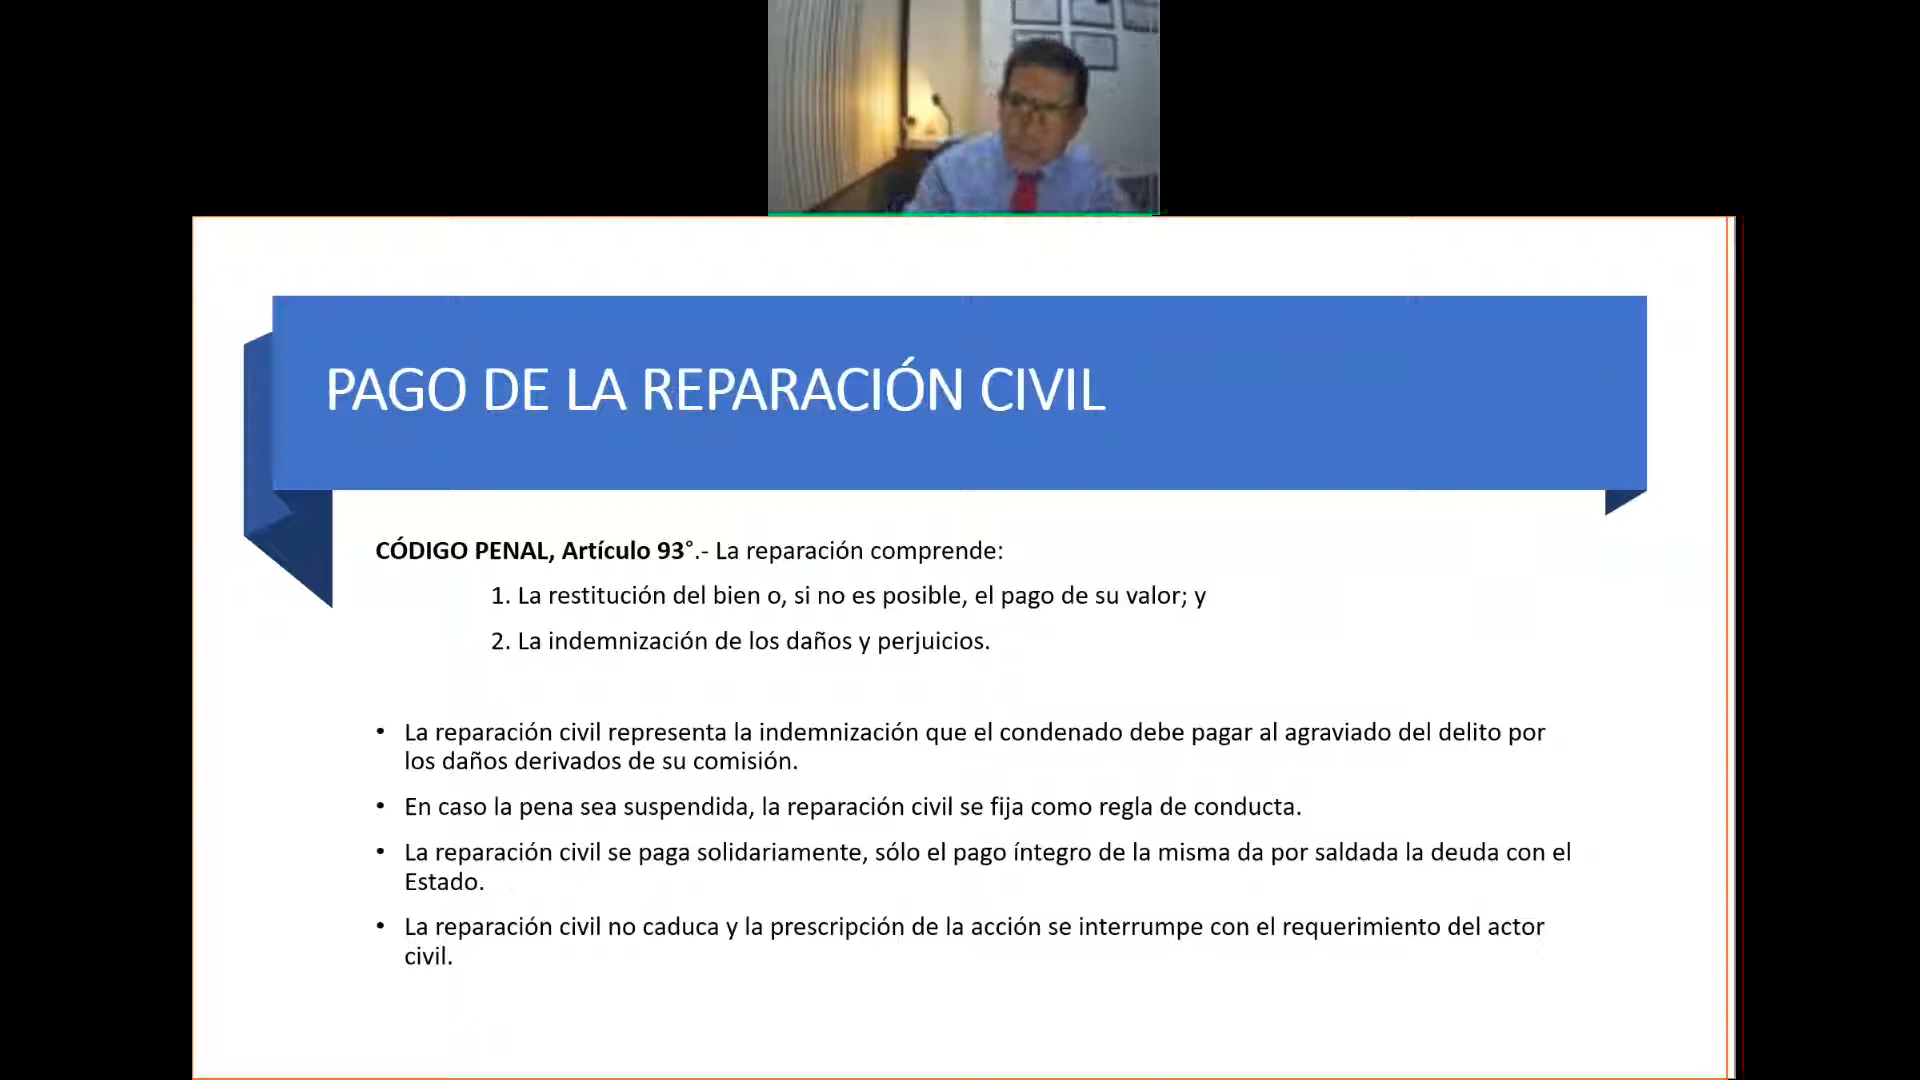 PAGO DE LA REPARACIÓN CIVIL
CÓDIGO PENAL, Artículo 93°.- La reparación comprende:
1. La restitución del bien o, si no es posible, el pago de su valor; y
2. La indemnización de los daños y perjuicios.
• La reparación civil representa la indemnización que el condenado debe pagar al agraviado del delito por
los daños derivados de su comisión.
• En caso la pena sea suspendida, la reparación civil se fija como regla de conducta.
• La reparación civil se paga solidariamente, sólo el pago íntegro de la misma da por saldada la deuda con el
Estado.
• La reparación civil no caduca y la prescripción de la acción se interrumpe con el requerimiento del actor
civil.